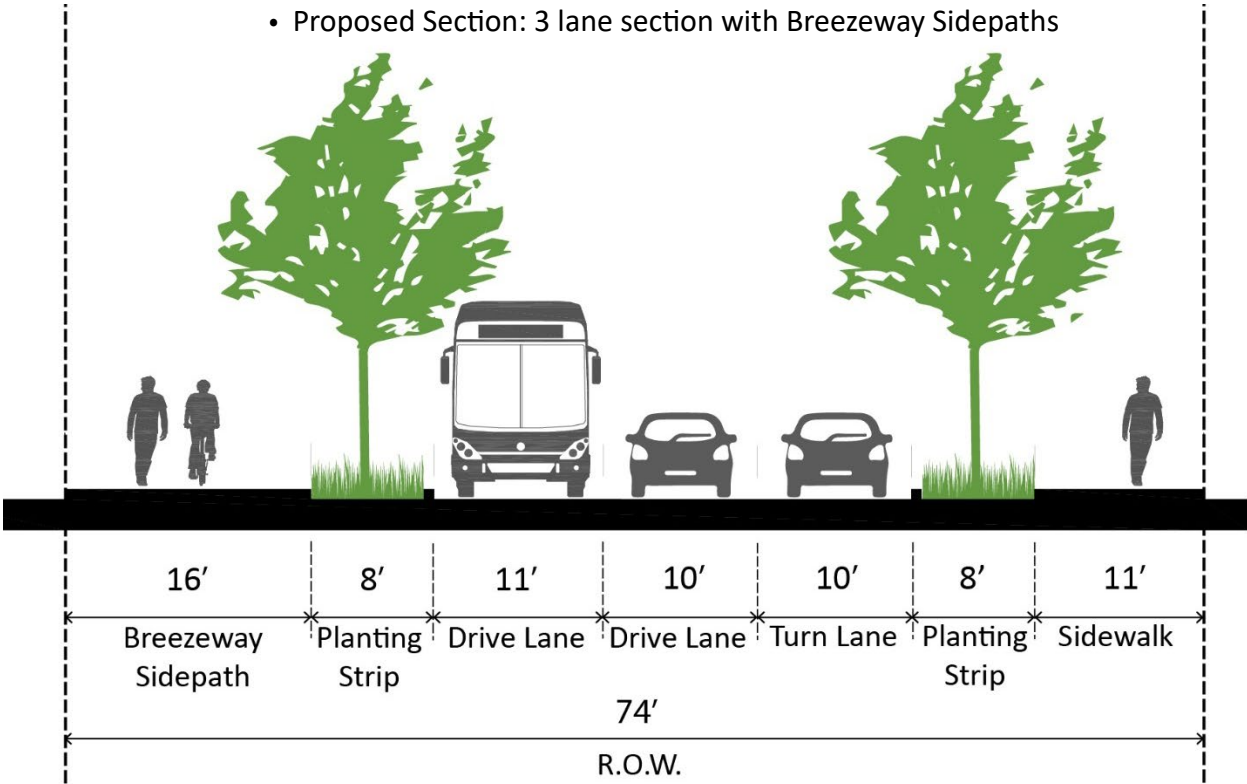 • Proposed Section: 3 lane section with Breezeway Sidepaths
16′ 8′ 11′ 10′ 10′ 8′ 11′
Breezeway Planting Drive Lane Drive Lane Turn Lane Planting Sidewalk
Sidepath Strip Strip
74′
R.O.W.